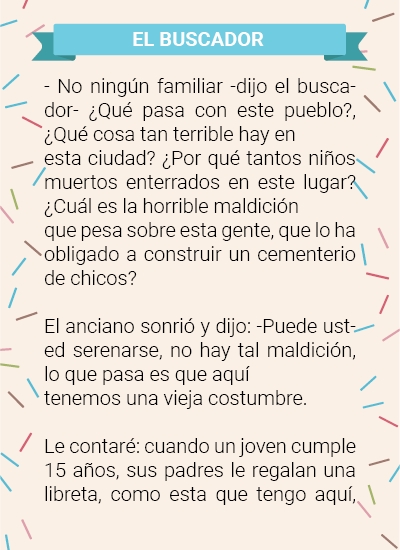 EL BUSCADOR
- No ningún familiar -dijo el busca-
dor- ¿Qué pasa con este pueblo?,
¿Qué cosa tan terrible hay en
esta ciudad? ¿Por qué tantos niños
muertos enterrados en este lugar?
¿Cuál es la horrible maldición
que pesa sobre esta gente, que lo ha
obligado a construir un cementerio
de chicos?
El anciano sonrió y dijo: -Puede ust-
ed serenarse, no hay tal maldición,
lo que pasa es que aquí
tenemos una vieja costumbre.
Le contaré: cuando un joven cumple
15 años, sus padres le regalan una
libreta, como esta que tengo aquí,